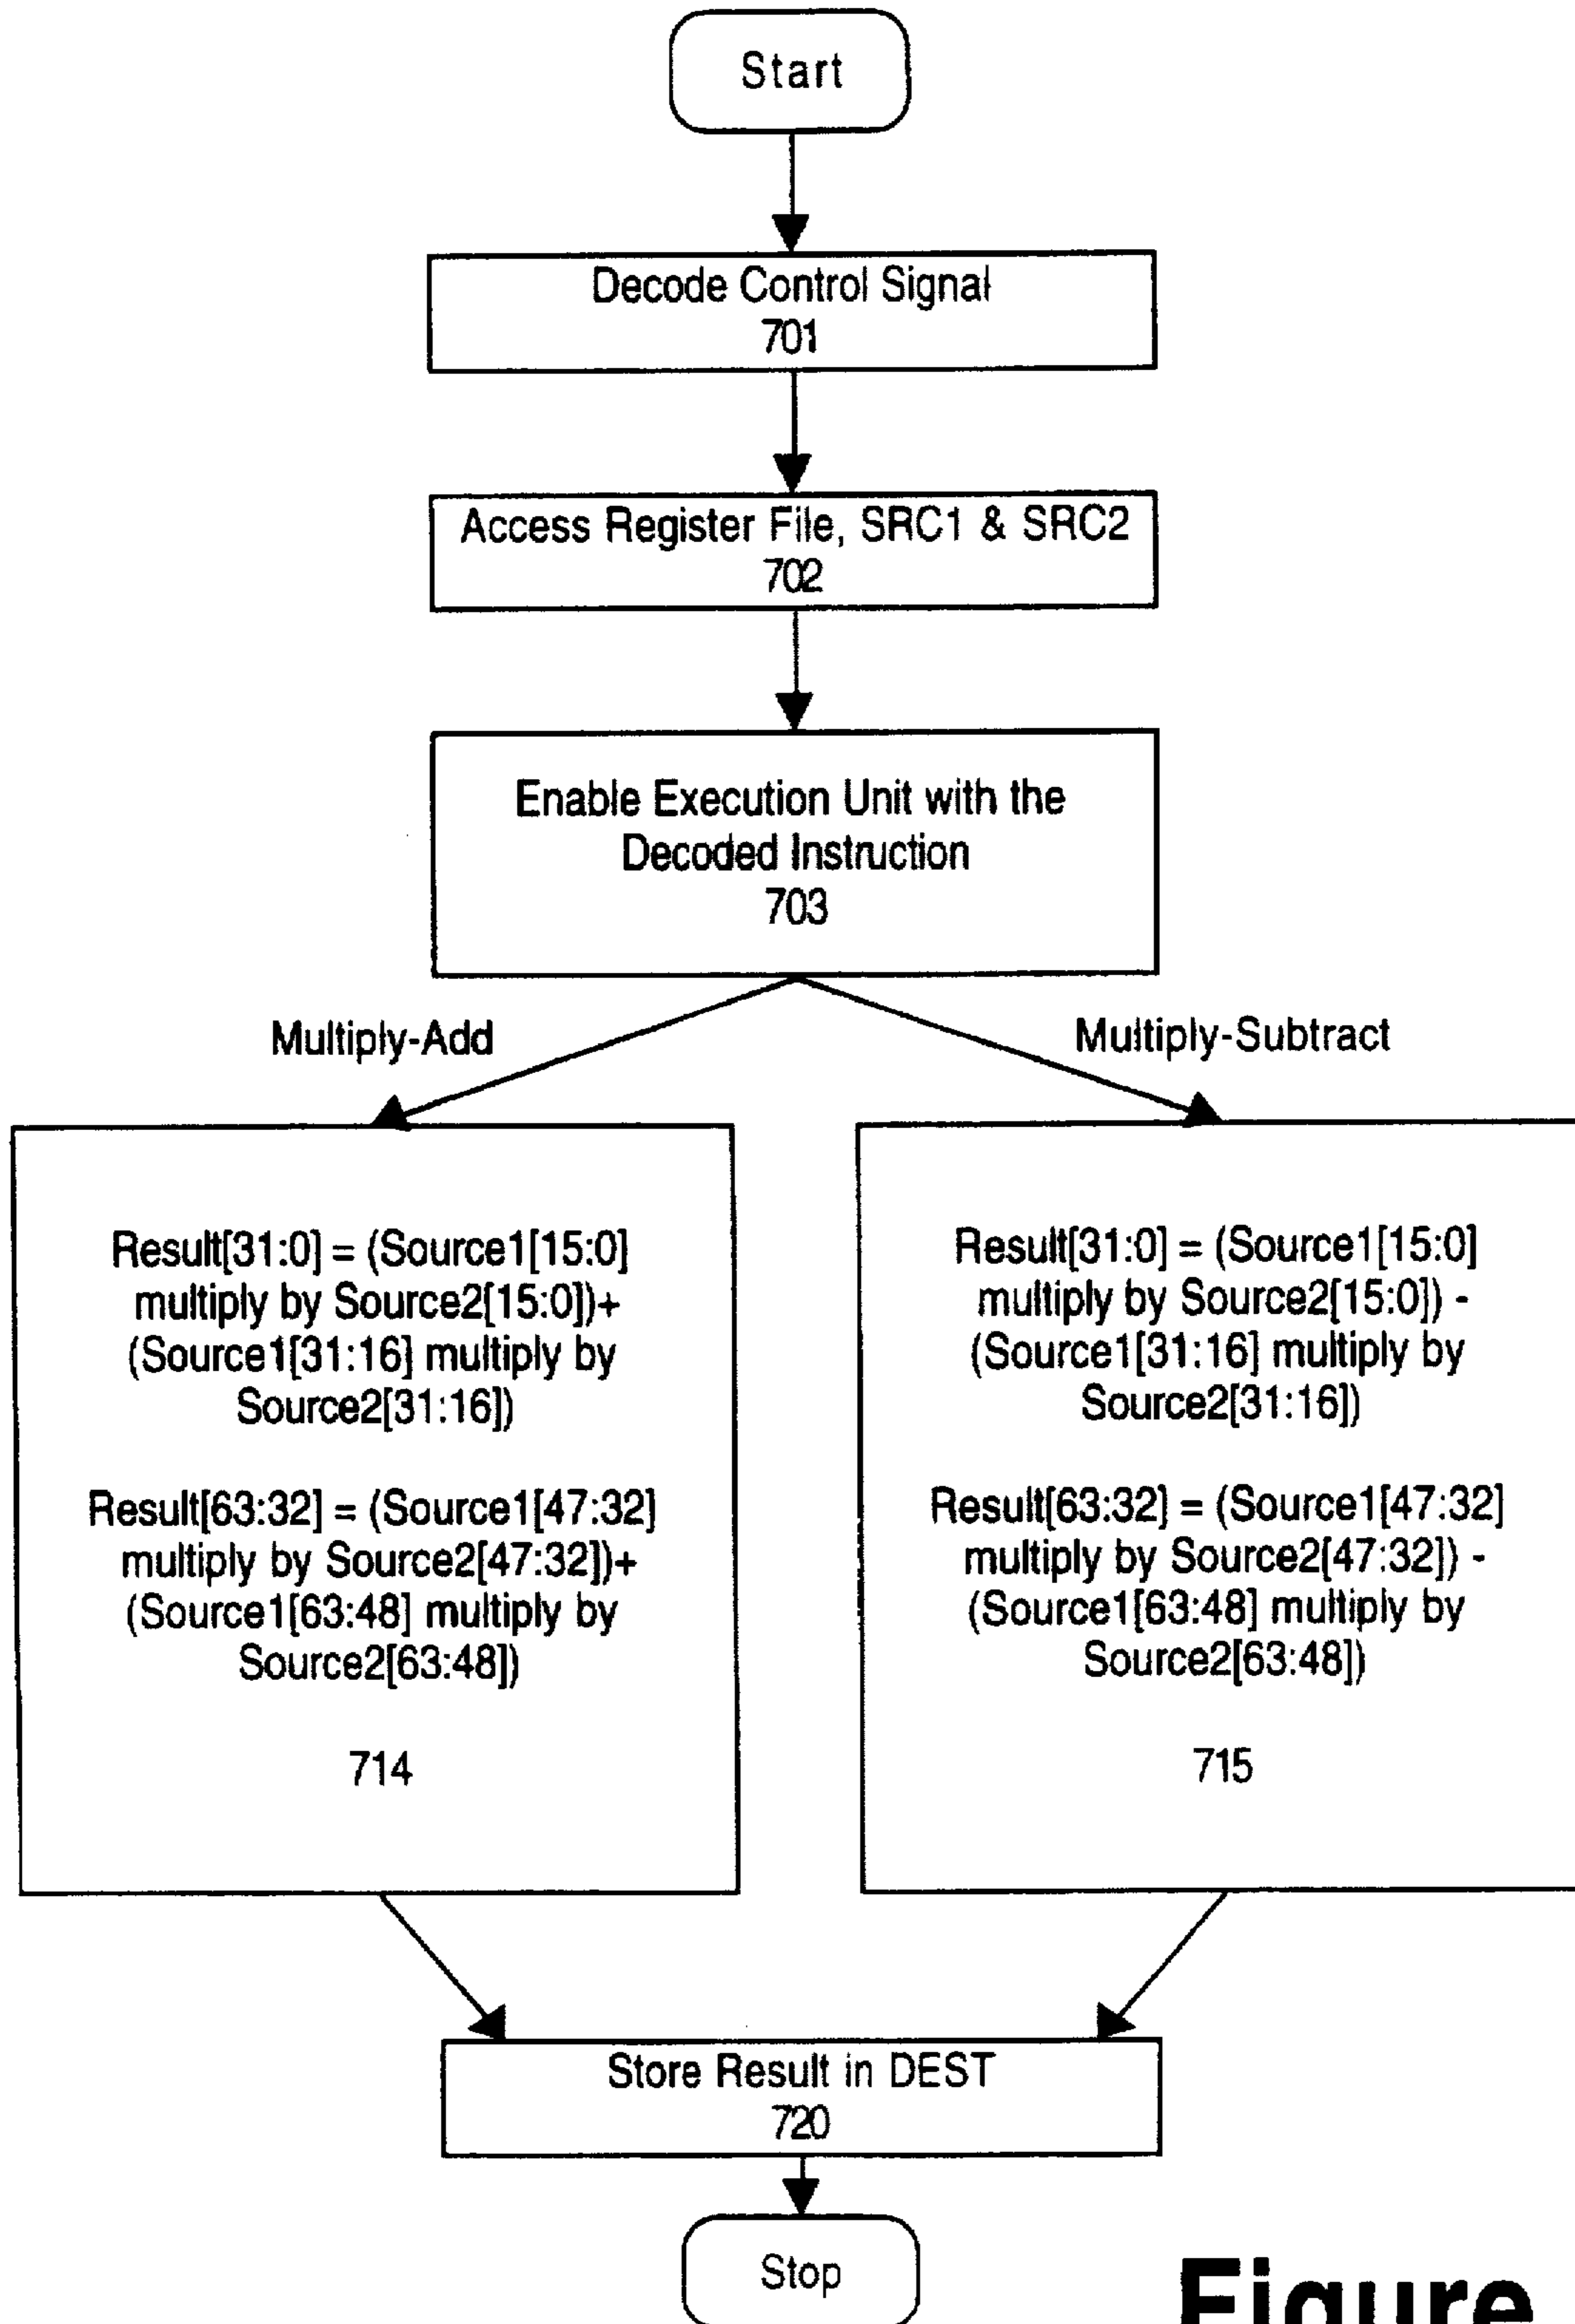 Start
Decode Control Signal
701
Access Register File, SRC1 & SRC2
702
Enable Execution Unit with the
Decoded Instruction
703
Multiply-Add
Multiply-Subtract
Result[31:0] = (Source1[15:0]
multiply by Source2[15:0])+
(Source1[31:16] multiply by
Source2[31:16])
Result[63:32] = (Source1[47:32]
multiply by Source2[47:32])+
(Source1[63:48] multiply by
Source2[63:48])
714
Result[31:0] = (Source1[15:0]
multiply by Source2[15:0]) -
(Source1[31:16] multiply by
Source2[31:16])
Result[63:32] = (Source1[47:32]
multiply by Source2[47:32]) -
(Source1[63:48] multiply by
Source2[63:48])
715
Store Result in DEST
720
Stop
Figure